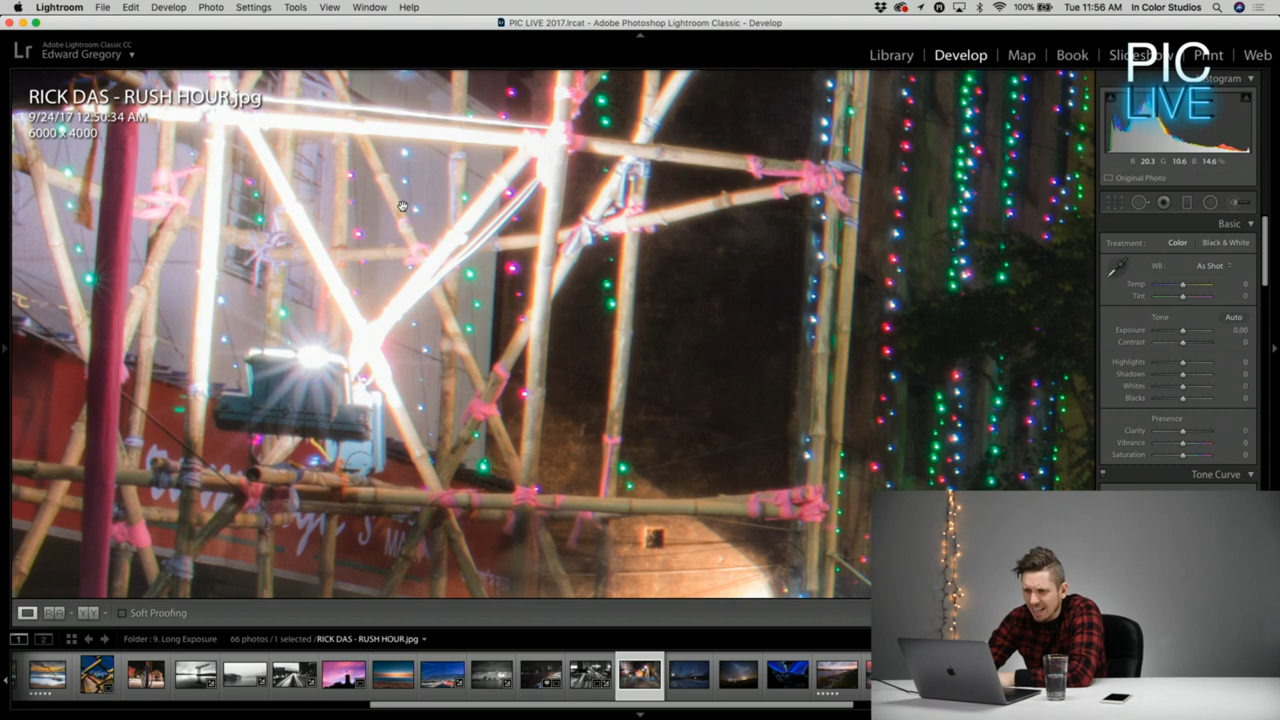 Lightroom File Edit Develop Photo Settings Tools View Window Help
100% Tue 11:56 AM In Color Studios
PIC LIVE 2017.lrcat - Adobe Photoshop Lightroom Classic - Develop
Lr Adobe Lightroom Classic CC
Edward Gregory
Library | Develop | Map | Book | Slideshow | Print | Web
PIC
LIVE
Histogram
RICK DAS - RUSH HOUR.jpg
9/24/17 12:50:34 AM
6000 x 4000
R 20.3 G 10.6 B 14.6 %
Original Photo
Basic
Treatment : Color Black & White
WB : As Shot
Temp 0
Tint 0
Tone Auto
Exposure 0.00
Contrast 0
Highlights 0
Shadows 0
Whites 0
Blacks 0
Presence
Clarity 0
Vibrance 0
Saturation 0
Tone Curve
Soft Proofing
1 2 Folder : 9. Long Exposure 66 photos / 1 selected / RICK DAS - RUSH HOUR.jpg